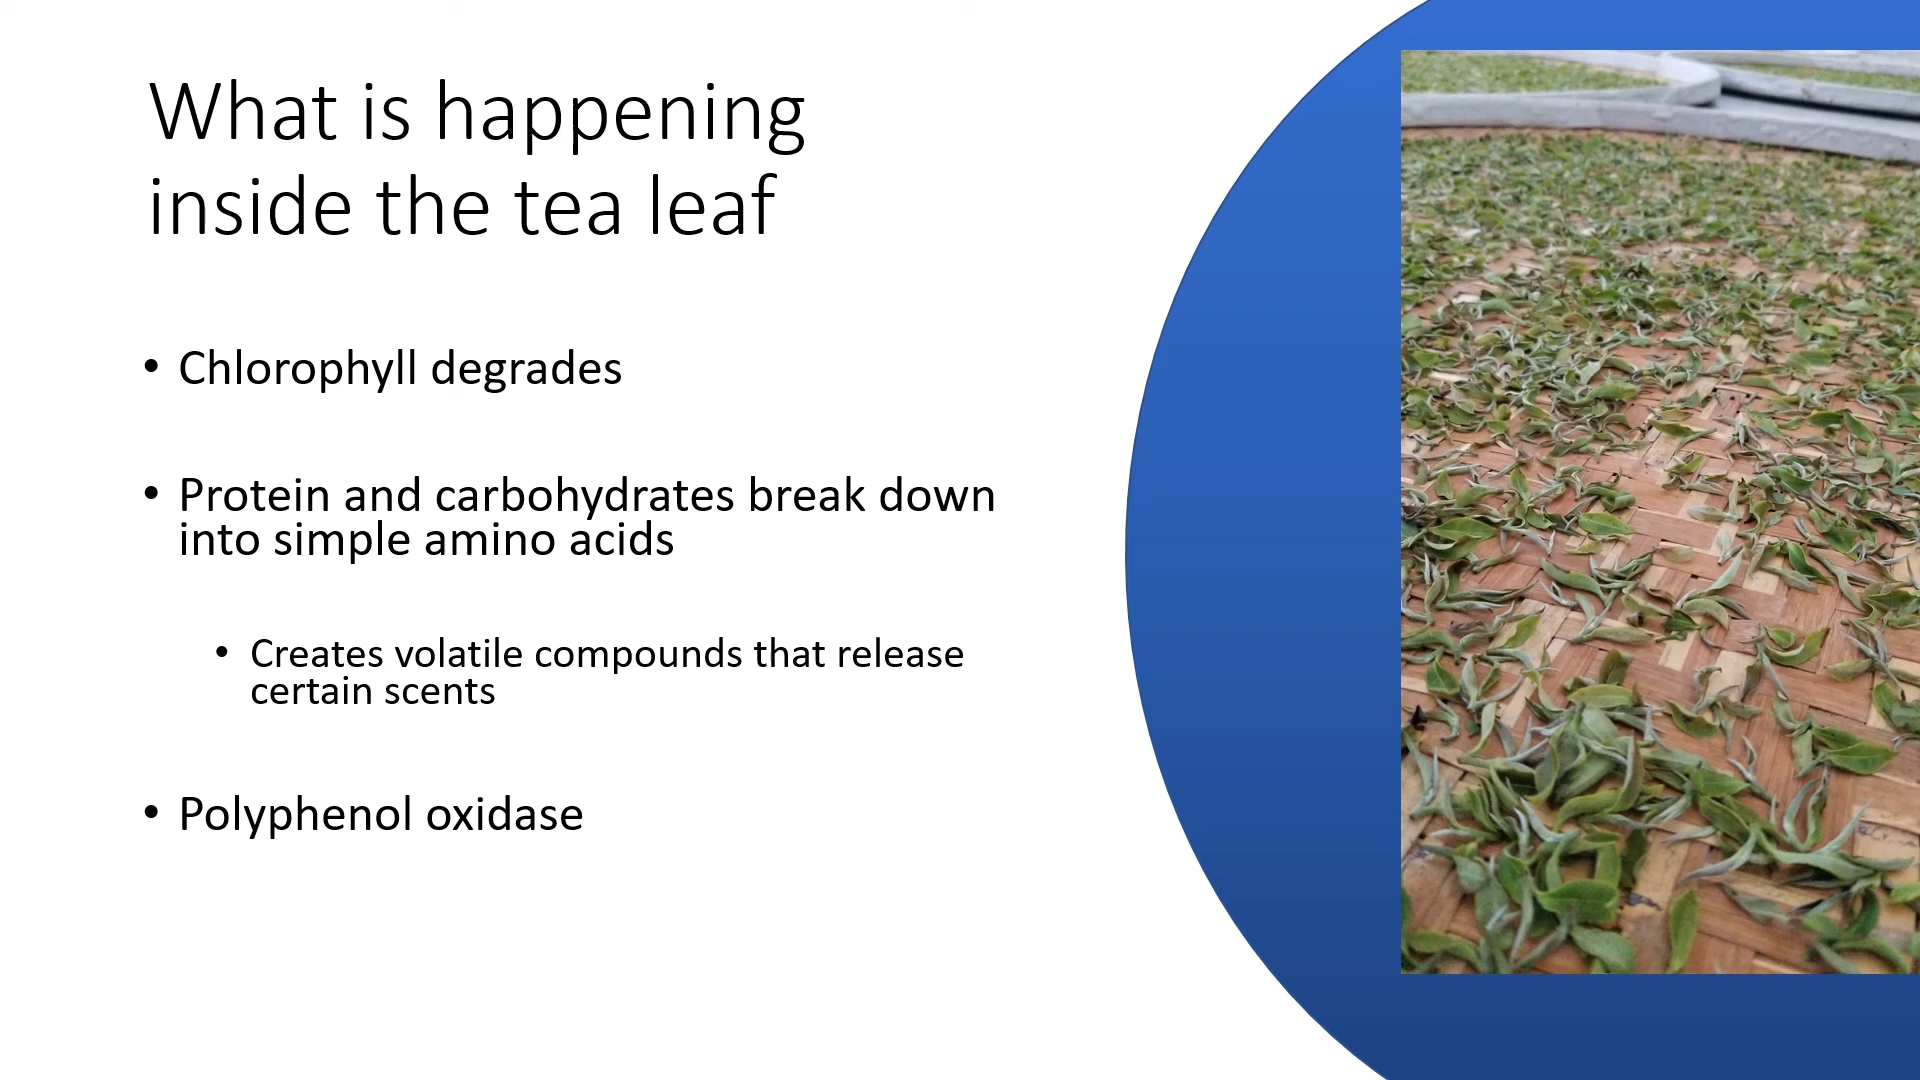 What is happening
inside the tea leaf
• Chlorophyll degrades
• Protein and carbohydrates break down
into simple amino acids
• Creates volatile compounds that release
certain scents
• Polyphenol oxidase